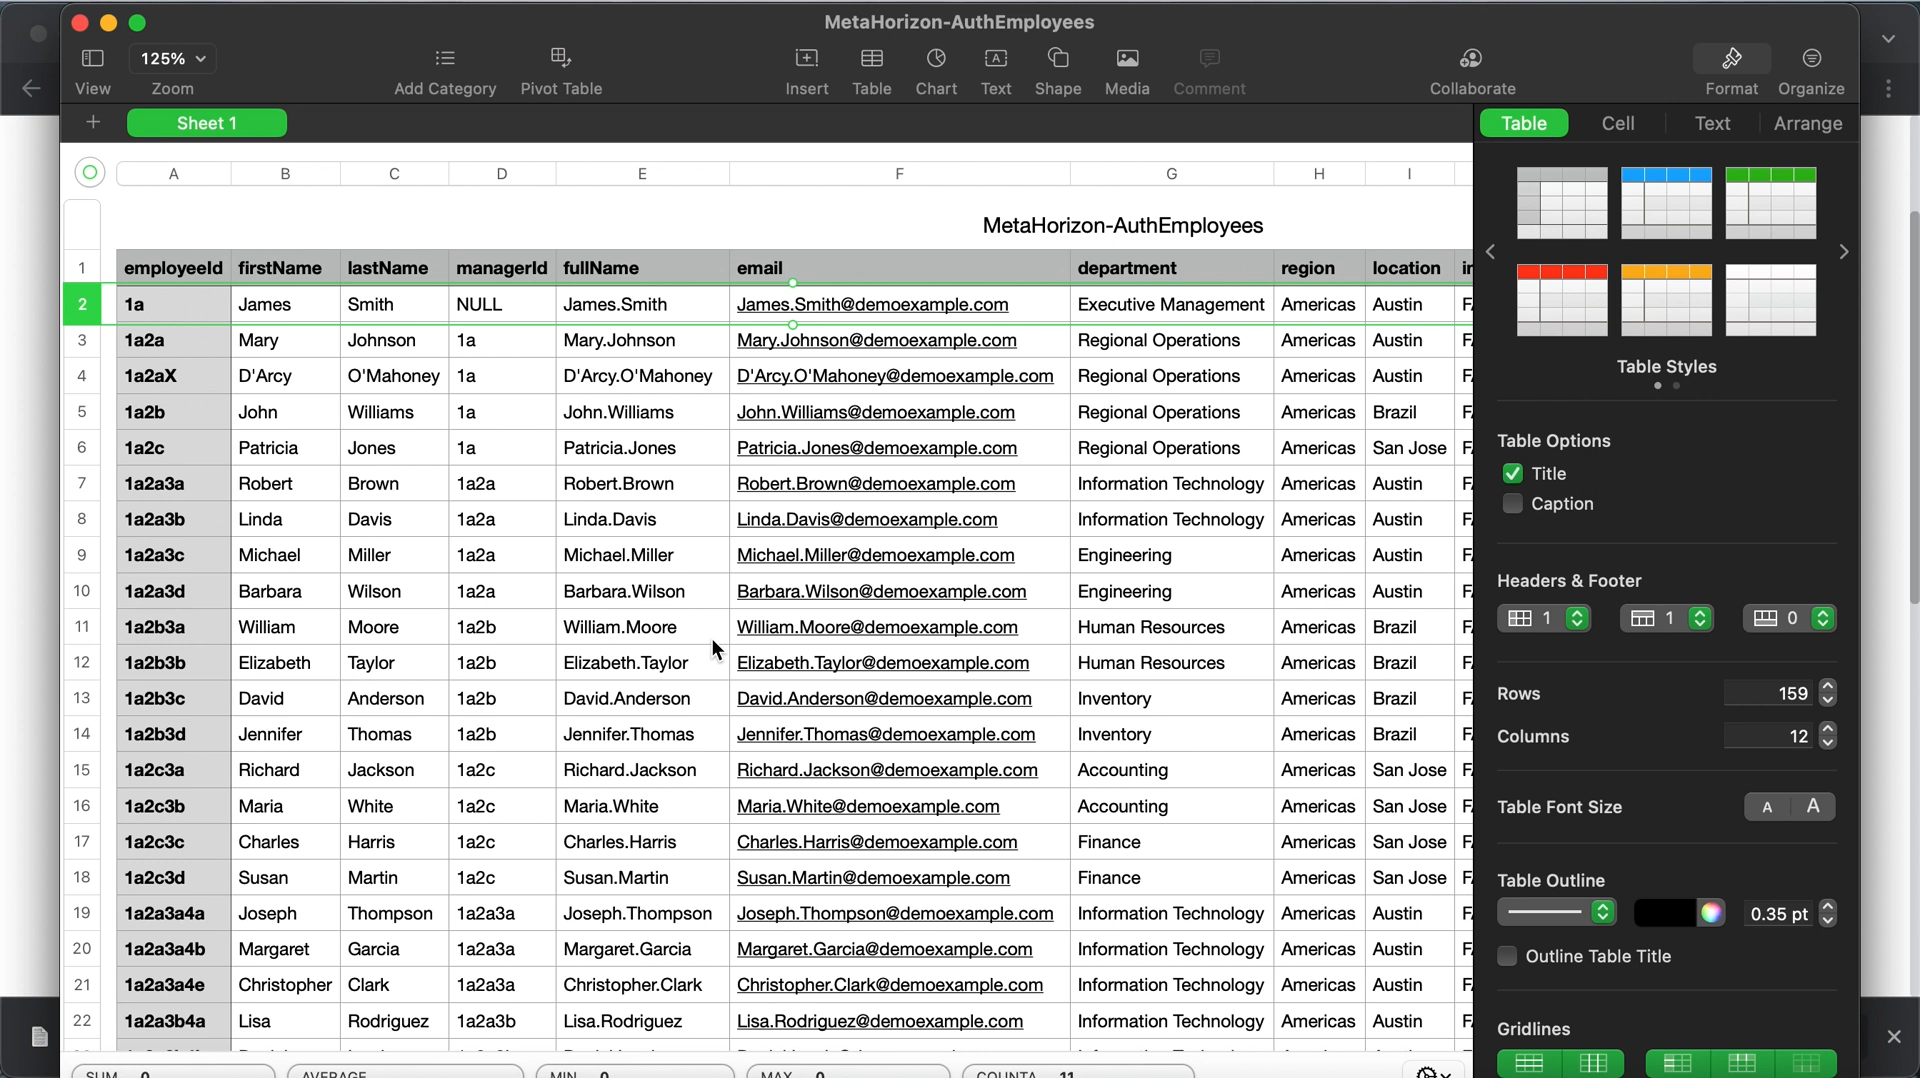 MetaHorizon-AuthEmployees
125%
View Zoom Add Category Pivot Table Insert Table Chart Text Shape Media Comment Collaborate Format Organize
Sheet 1
Table Cell Text Arrange
A B C D E F G H I
MetaHorizon-AuthEmployees
1 employeeId firstName lastName managerId fullName email department region location
2 1a James Smith NULL James.Smith James.Smith@demoexample.com Executive Management Americas Austin
3 1a2a Mary Johnson 1a Mary.Johnson Mary.Johnson@demoexample.com Regional Operations Americas Austin
4 1a2aX D'Arcy O'Mahoney 1a D'Arcy.O'Mahoney D'Arcy.O'Mahoney@demoexample.com Regional Operations Americas Austin
5 1a2b John Williams 1a John.Williams John.Williams@demoexample.com Regional Operations Americas Brazil
6 1a2c Patricia Jones 1a Patricia.Jones Patricia.Jones@demoexample.com Regional Operations Americas San Jose
7 1a2a3a Robert Brown 1a2a Robert.Brown Robert.Brown@demoexample.com Information Technology Americas Austin
8 1a2a3b Linda Davis 1a2a Linda.Davis Linda.Davis@demoexample.com Information Technology Americas Austin
9 1a2a3c Michael Miller 1a2a Michael.Miller Michael.Miller@demoexample.com Engineering Americas Austin
10 1a2a3d Barbara Wilson 1a2a Barbara.Wilson Barbara.Wilson@demoexample.com Engineering Americas Austin
11 1a2b3a William Moore 1a2b William.Moore William.Moore@demoexample.com Human Resources Americas Brazil
12 1a2b3b Elizabeth Taylor 1a2b Elizabeth.Taylor Elizabeth.Taylor@demoexample.com Human Resources Americas Brazil
13 1a2b3c David Anderson 1a2b David.Anderson David.Anderson@demoexample.com Inventory Americas Brazil
14 1a2b3d Jennifer Thomas 1a2b Jennifer.Thomas Jennifer.Thomas@demoexample.com Inventory Americas Brazil
15 1a2c3a Richard Jackson 1a2c Richard.Jackson Richard.Jackson@demoexample.com Accounting Americas San Jose
16 1a2c3b Maria White 1a2c Maria.White Maria.White@demoexample.com Accounting Americas San Jose
17 1a2c3c Charles Harris 1a2c Charles.Harris Charles.Harris@demoexample.com Finance Americas San Jose
18 1a2c3d Susan Martin 1a2c Susan.Martin Susan.Martin@demoexample.com Finance Americas San Jose
19 1a2a3a4a Joseph Thompson 1a2a3a Joseph.Thompson Joseph.Thompson@demoexample.com Information Technology Americas Austin
20 1a2a3a4b Margaret Garcia 1a2a3a Margaret.Garcia Margaret.Garcia@demoexample.com Information Technology Americas Austin
21 1a2a3a4e Christopher Clark 1a2a3a Christopher.Clark Christopher.Clark@demoexample.com Information Technology Americas Austin
22 1a2a3b4a Lisa Rodriguez 1a2a3b Lisa.Rodriguez Lisa.Rodriguez@demoexample.com Information Technology Americas Austin
SUM 0 AVERAGE MIN 0 MAX 0 COUNTA 11
Table Styles
Table Options
Title
Caption
Headers & Footer
1 1 0
Rows 159
Columns 12
Table Font Size A A
Table Outline
0.35 pt
Outline Table Title
Gridlines